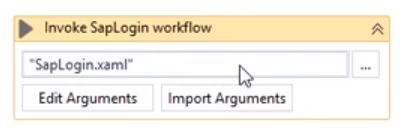 Invoke SapLogin workflow
"SapLogin.xaml" ...
Edit Arguments Import Arguments